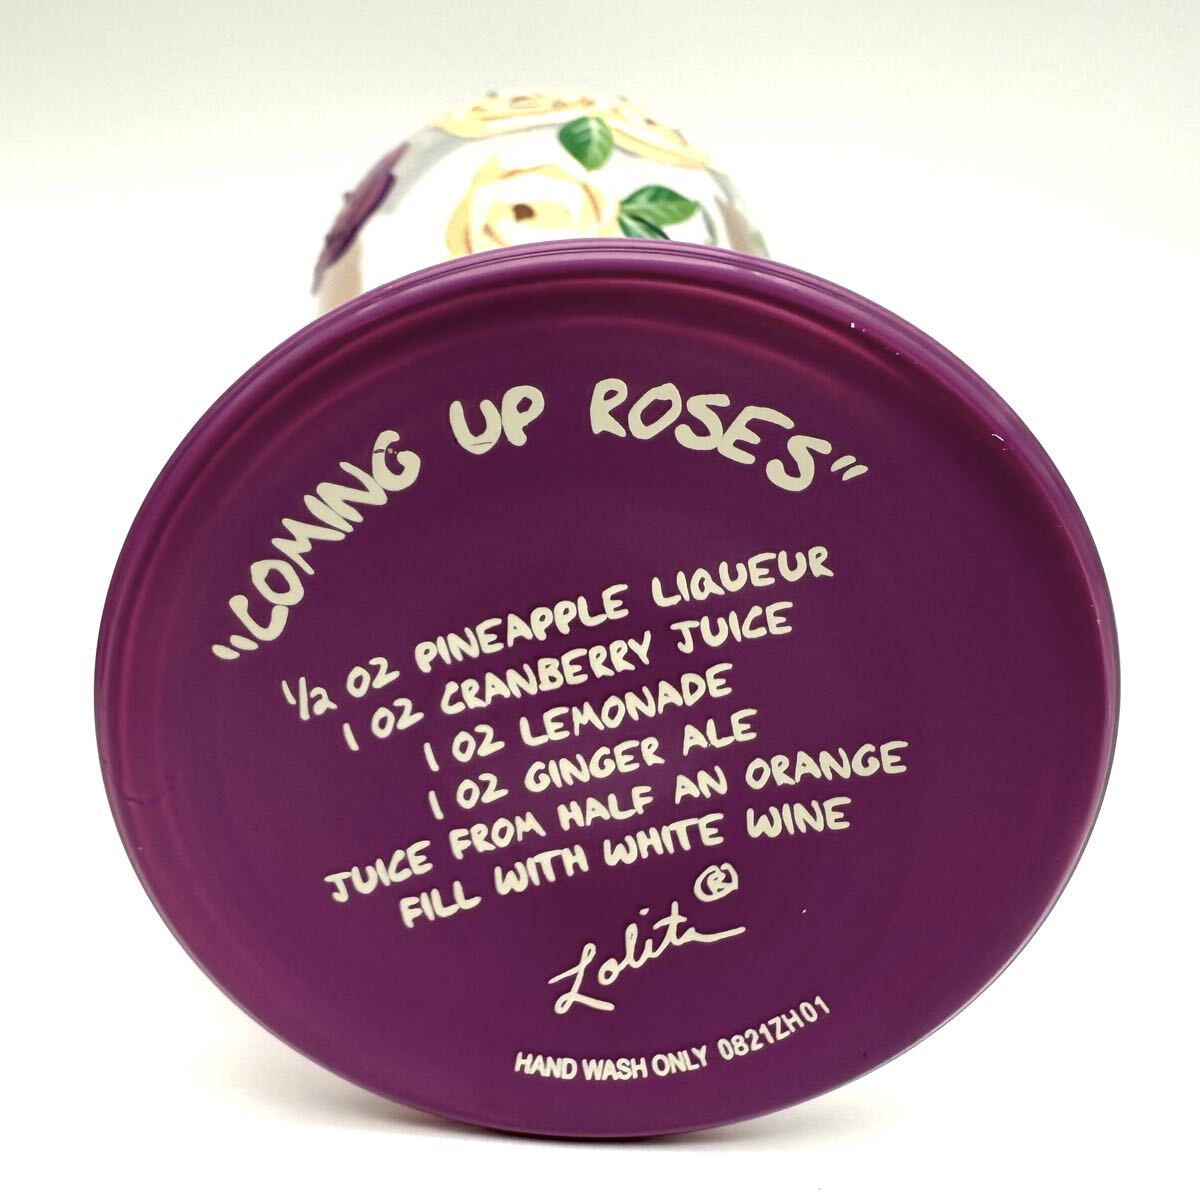 "COMING UP ROSES"
1/2 OZ PINEAPPLE LIQUEUR
1 OZ CRANBERRY JUICE
1 OZ LEMONADE
1 OZ GINGER ALE
JUICE FROM HALF AN ORANGE
FILL WITH WHITE WINE
Lolita®
HAND WASH ONLY 0821ZH01